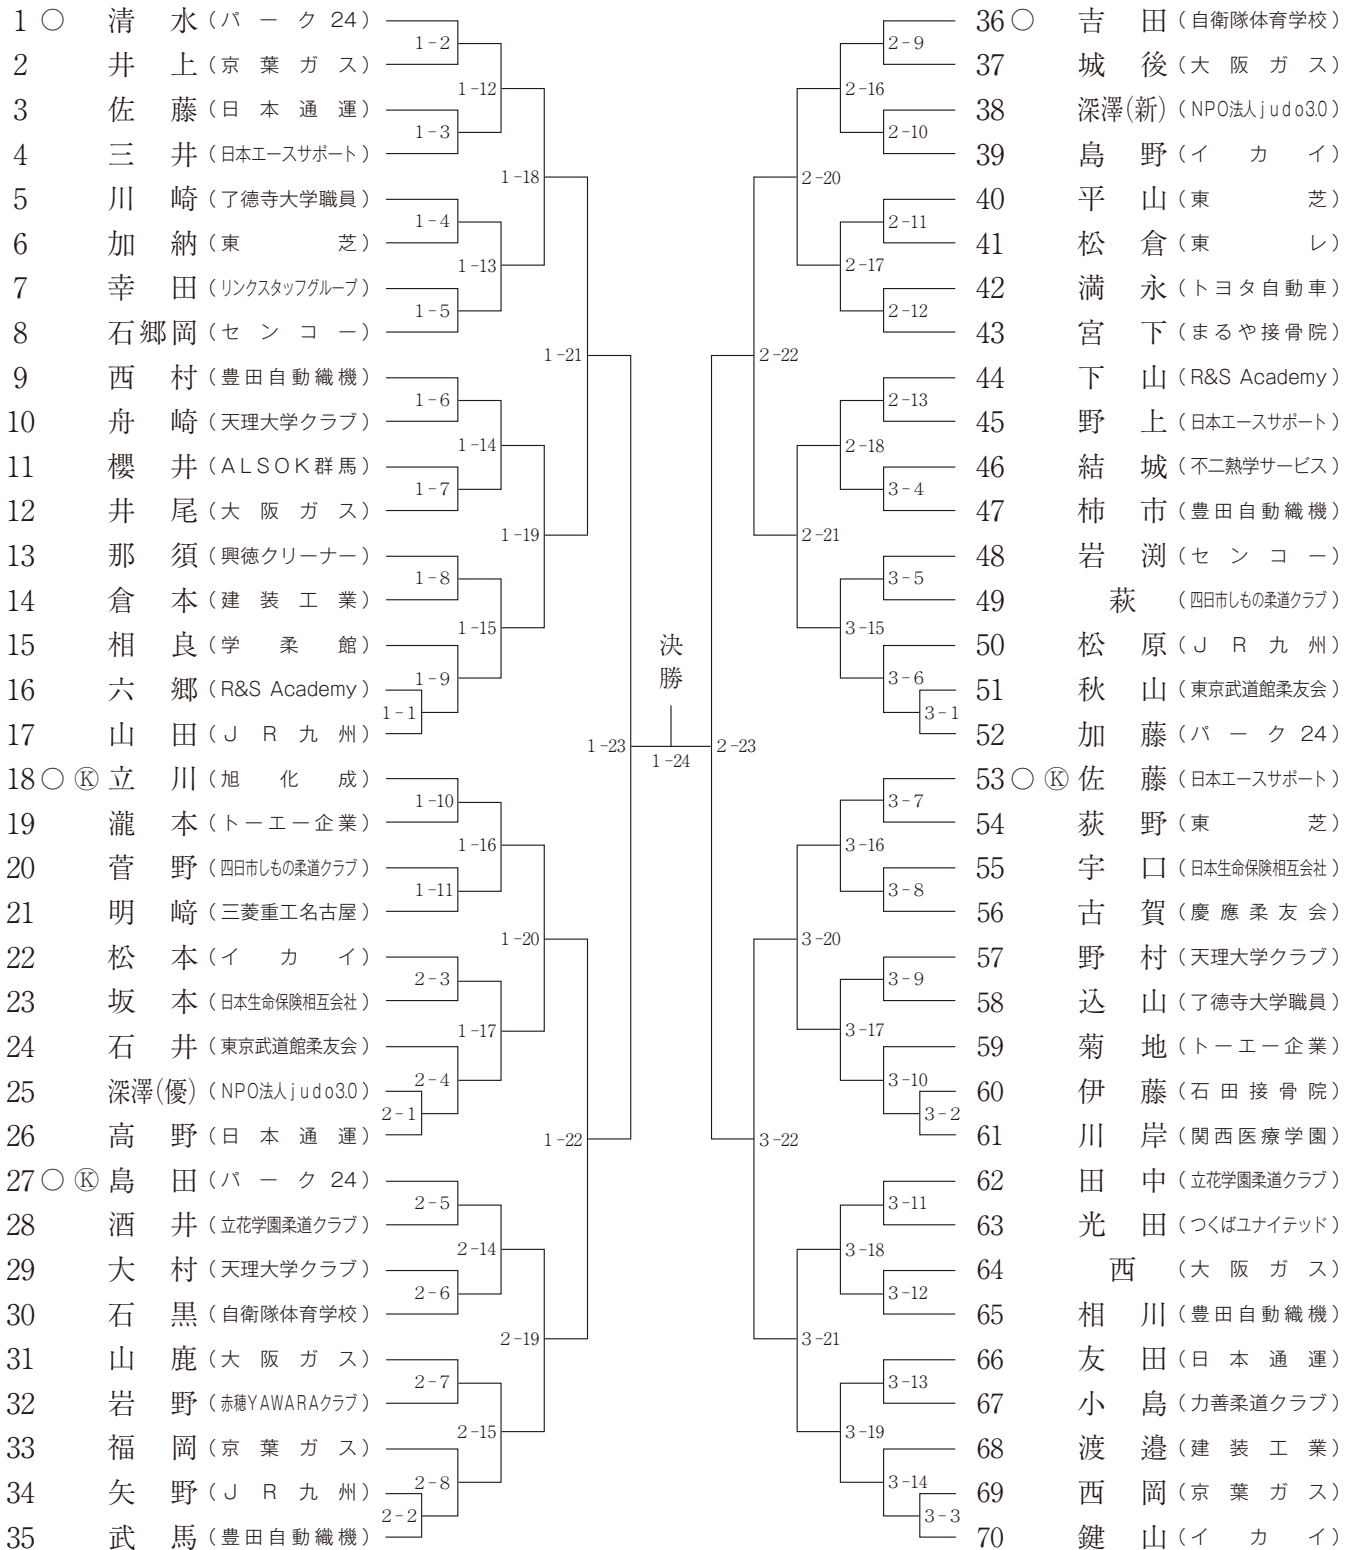 1 ○ 清水 (パーク24)
2 井上 (京葉ガス)
3 佐藤 (日本通運)
4 三井 (日本エースサポート)
5 川崎 (了德寺大学職員)
6 加納 (東芝)
7 幸田 (リンクスタッフグループ)
8 石郷岡 (センコー)
9 西村 (豊田自動織機)
10 舟崎 (天理大学クラブ)
11 櫻井 (ALSOK群馬)
12 井尾 (大阪ガス)
13 那須 (興徳クリーナー)
14 倉本 (建装工業)
15 相良 (学柔館)
16 六郷 (R&S Academy)
17 山田 (JR九州)
18 ○ Ⓚ 立川 (旭化成)
19 瀧本 (トーエー企業)
20 菅野 (四日市しもの柔道クラブ)
21 明﨑 (三菱重工名古屋)
22 松本 (イカイ)
23 坂本 (日本生命保険相互会社)
24 石井 (東京武道館柔友会)
25 深澤(優) (NPO法人judo3.0)
26 高野 (日本通運)
27 ○ Ⓚ 島田 (パーク24)
28 酒井 (立花学園柔道クラブ)
29 大村 (天理大学クラブ)
30 石黒 (自衛隊体育学校)
31 山鹿 (大阪ガス)
32 岩野 (赤穂YAWARAクラブ)
33 福岡 (京葉ガス)
34 矢野 (JR九州)
35 武馬 (豊田自動織機)
1-2
1-3
1-4
1-5
1-6
1-7
1-8
1-9
1-1
1-10
1-11
2-3
2-4
2-1
2-5
2-6
2-7
2-8
2-2
1-12
1-13
1-14
1-15
1-16
1-17
2-14
2-15
1-18
1-19
1-20
2-19
1-21
1-22
1-23
決勝
1-24
2-23
2-22
3-22
2-20
2-21
3-20
3-21
2-16
2-17
2-18
3-15
3-16
3-17
3-18
3-19
2-9
2-10
2-11
2-12
2-13
3-4
3-5
3-6
3-1
3-7
3-8
3-9
3-10
3-2
3-11
3-12
3-13
3-14
3-3
36 ○ 吉田 (自衛隊体育学校)
37 城後 (大阪ガス)
38 深澤(新) (NPO法人judo3.0)
39 島野 (イカイ)
40 平山 (東芝)
41 松倉 (東レ)
42 満永 (トヨタ自動車)
43 宮下 (まるや接骨院)
44 下山 (R&S Academy)
45 野上 (日本エースサポート)
46 結城 (不二熱学サービス)
47 柿市 (豊田自動織機)
48 岩渕 (センコー)
49 萩 (四日市しもの柔道クラブ)
50 松原 (JR九州)
51 秋山 (東京武道館柔友会)
52 加藤 (パーク24)
53 ○ Ⓚ 佐藤 (日本エースサポート)
54 荻野 (東芝)
55 宇口 (日本生命保険相互会社)
56 古賀 (慶應柔友会)
57 野村 (天理大学クラブ)
58 込山 (了德寺大学職員)
59 菊地 (トーエー企業)
60 伊藤 (石田接骨院)
61 川岸 (関西医療学園)
62 田中 (立花学園柔道クラブ)
63 光田 (つくばユナイテッド)
64 西 (大阪ガス)
65 相川 (豊田自動織機)
66 友田 (日本通運)
67 小島 (力善柔道クラブ)
68 渡邉 (建装工業)
69 西岡 (京葉ガス)
70 鍵山 (イカイ)